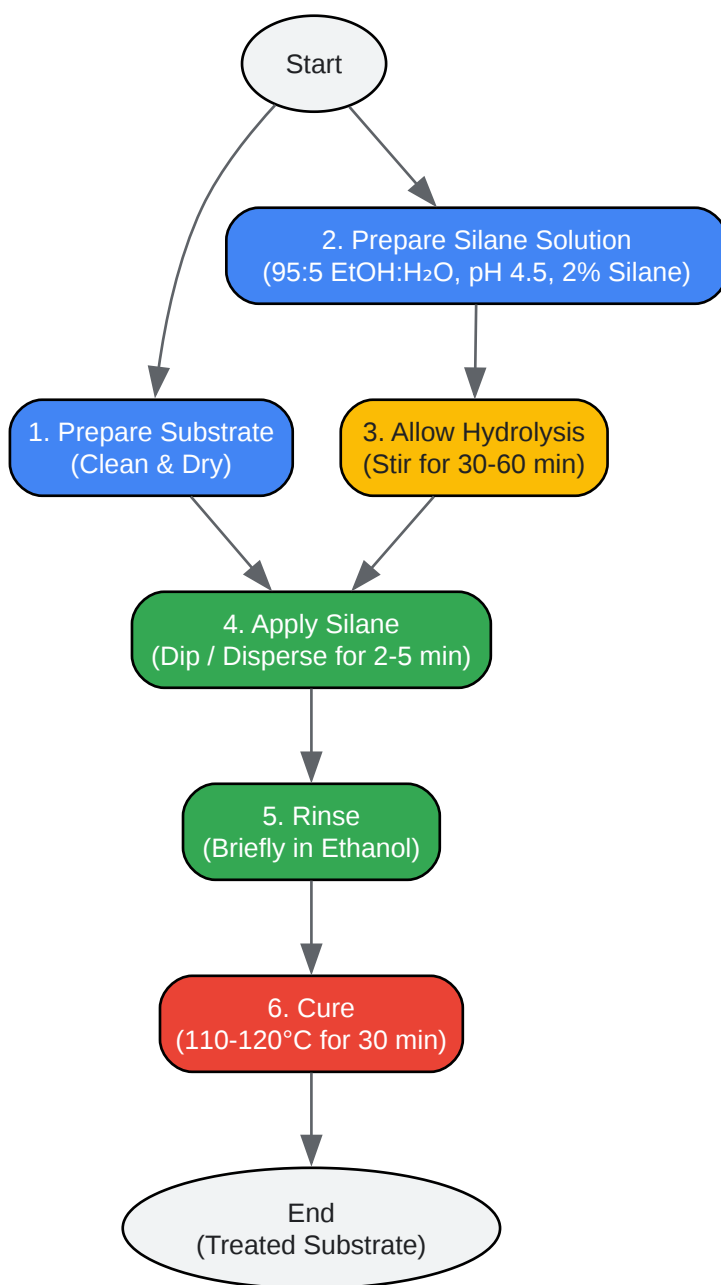 Start
2. Prepare Silane Solution
(95:5 EtOH:H₂O, pH 4.5, 2% Silane)
1. Prepare Substrate
(Clean & Dry)
3. Allow Hydrolysis
(Stir for 30-60 min)
4. Apply Silane
(Dip / Disperse for 2-5 min)
5. Rinse
(Briefly in Ethanol)
6. Cure
(110-120°C for 30 min)
End
(Treated Substrate)